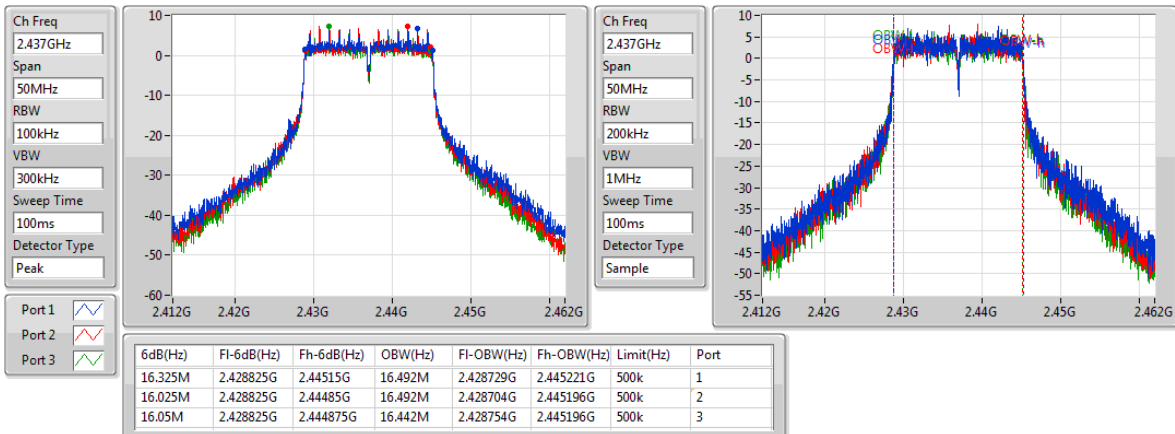 Ch Freq
2.437GHz
Span
50MHz
RBW
100kHz
VBW
300kHz
Sweep Time
100ms
Detector Type
Peak
Port 1
Port 2
Port 3
10
0
-10
-20
-30
-40
-50
-60
2.412G 2.42G 2.43G 2.44G 2.45G 2.462G
Ch Freq
2.437GHz
Span
50MHz
RBW
200kHz
VBW
1MHz
Sweep Time
100ms
Detector Type
Sample
10
5
0
-5
-10
-15
-20
-25
-30
-35
-40
-45
-50
-55
2.412G 2.42G 2.43G 2.44G 2.45G 2.462G
6dB(Hz) Fl-6dB(Hz) Fh-6dB(Hz) OBW(Hz) Fl-OBW(Hz) Fh-OBW(Hz) Limit(Hz) Port
16.325M 2.428825G 2.44515G 16.492M 2.428729G 2.445221G 500k 1
16.025M 2.428825G 2.44485G 16.492M 2.428704G 2.445196G 500k 2
16.05M 2.428825G 2.444875G 16.442M 2.428754G 2.445196G 500k 3